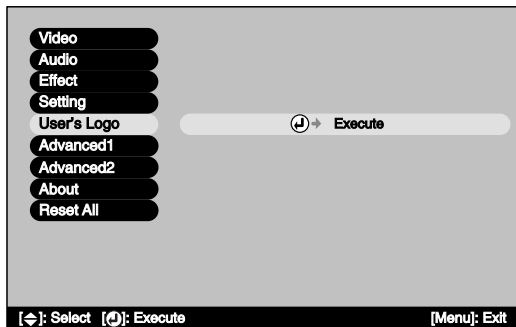 Video
Audio
Effect
Setting
User's Logo
Execute
Advanced1
Advanced2
About
Reset All
[]: Select []: Execute [Menu]: Exit